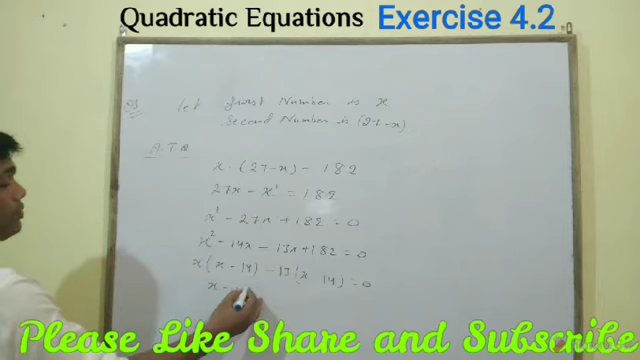 Quadratic Equations Exercise 4.2
Q3 Let first Number is x
Second Number is (27-x)
A.T.Q
x · (27-x) = 182
27x - x² = 182
x² - 27x + 182 = 0
x² - 14x - 13x + 182 = 0
x(x - 14) - 13(x 14) = 0
x -
Please Like Share and Subscribe